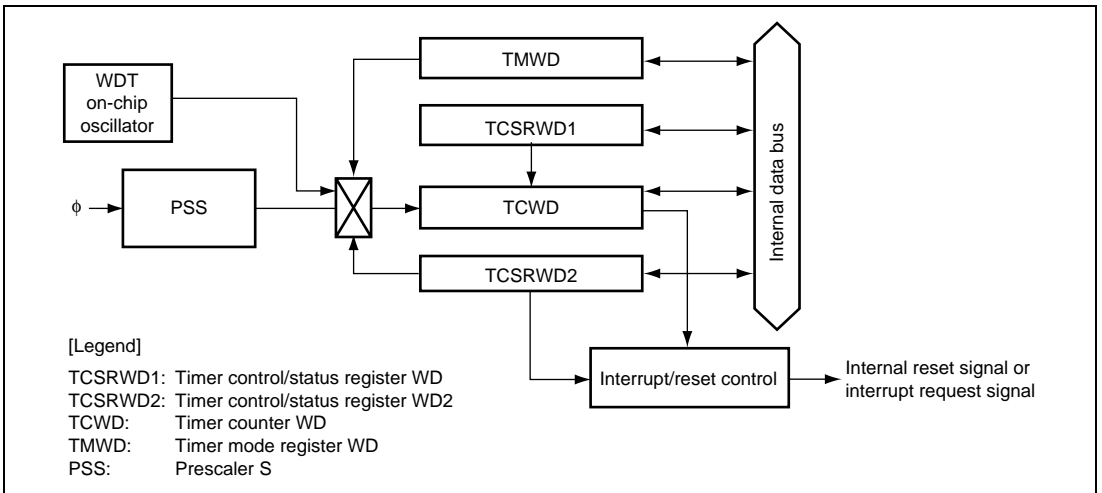 TMWD
WDT
on-chip
oscillator
TCSRWD1
φ
PSS
TCWD
TCSRWD2
Internal data bus
Interrupt/reset control
Internal reset signal or
interrupt request signal
[Legend]
TCSRWD1: Timer control/status register WD
TCSRWD2: Timer control/status register WD2
TCWD: Timer counter WD
TMWD: Timer mode register WD
PSS: Prescaler S